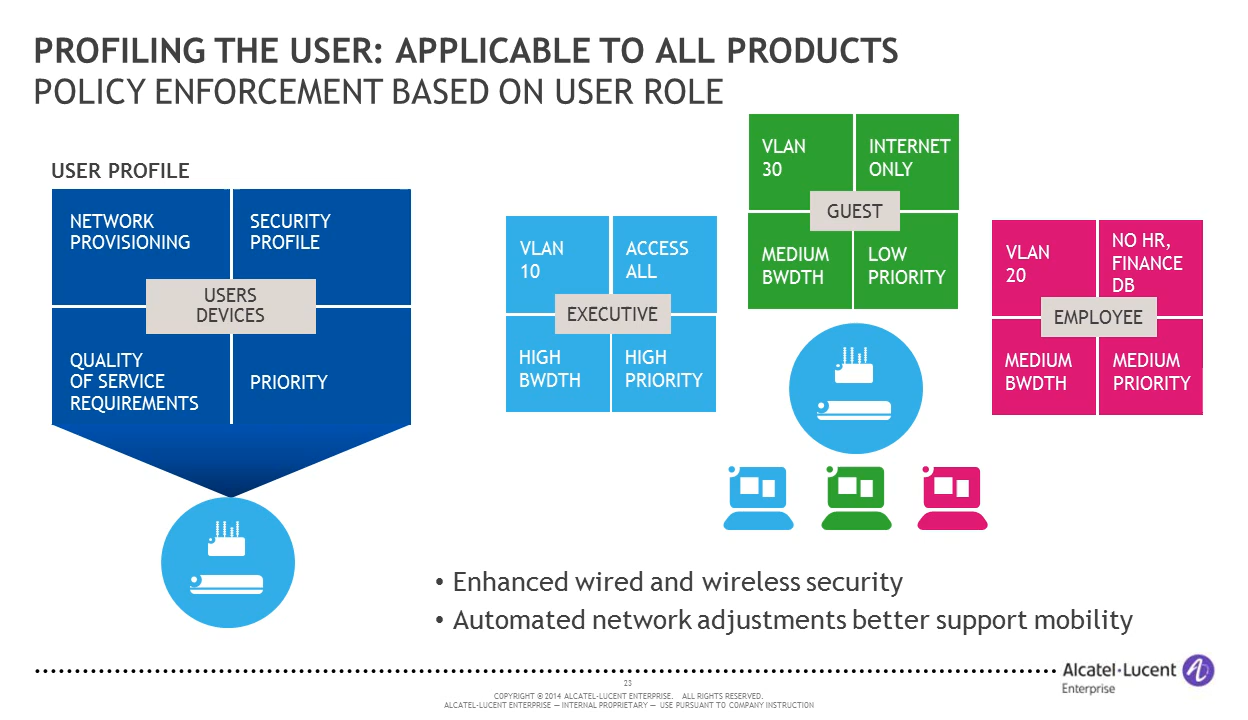 PROFILING THE USER: APPLICABLE TO ALL PRODUCTS
POLICY ENFORCEMENT BASED ON USER ROLE
USER PROFILE
NETWORK
PROVISIONING
SECURITY
PROFILE
USERS
DEVICES
QUALITY
OF SERVICE
REQUIREMENTS
PRIORITY
VLAN
10
ACCESS
ALL
EXECUTIVE
HIGH
BWDTH
HIGH
PRIORITY
VLAN
30
INTERNET
ONLY
GUEST
MEDIUM
BWDTH
LOW
PRIORITY
VLAN
20
NO HR,
FINANCE
DB
EMPLOYEE
MEDIUM
BWDTH
MEDIUM
PRIORITY
• Enhanced wired and wireless security
• Automated network adjustments better support mobility
Alcatel·Lucent
Enterprise
23
COPYRIGHT © 2014 ALCATEL-LUCENT ENTERPRISE. ALL RIGHTS RESERVED.
ALCATEL-LUCENT ENTERPRISE — INTERNAL PROPRIETARY — USE PURSUANT TO COMPANY INSTRUCTION